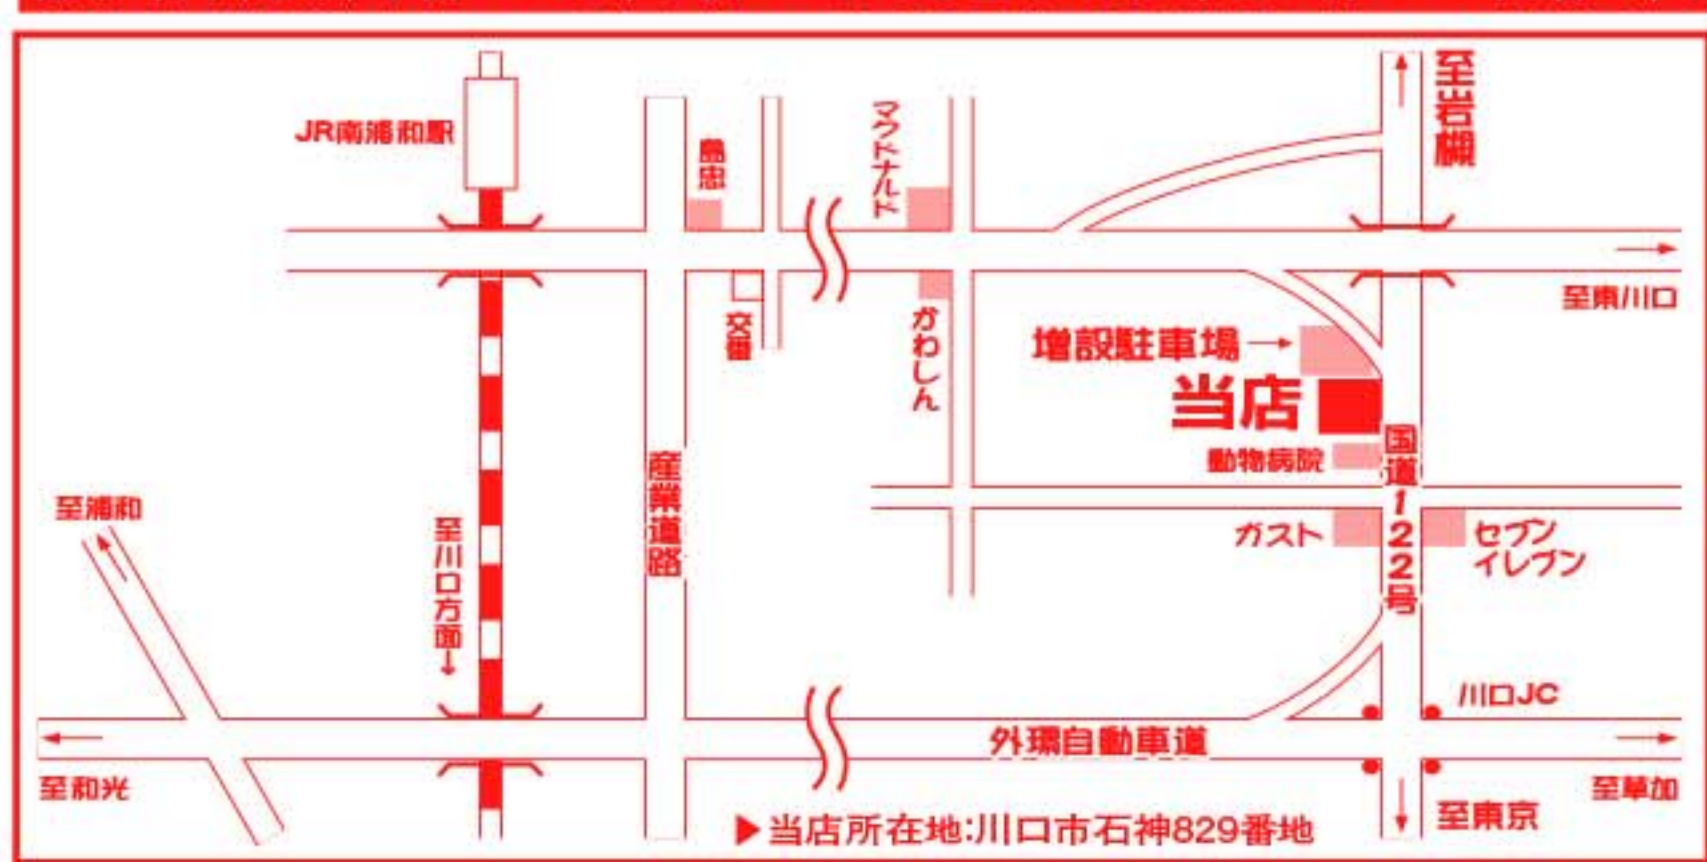 JR南浦和駅
島忠
マクドナルド
至岩槻
至東川口
交番
かわしん
増設駐車場→
当店
動物病院
国道122号
産業道路
至浦和
至川口方面→
ガスト
セブン
イレブン
川口JC
外環自動車道
至和光
至草加
至東京
▶当店所在地:川口市石神829番地